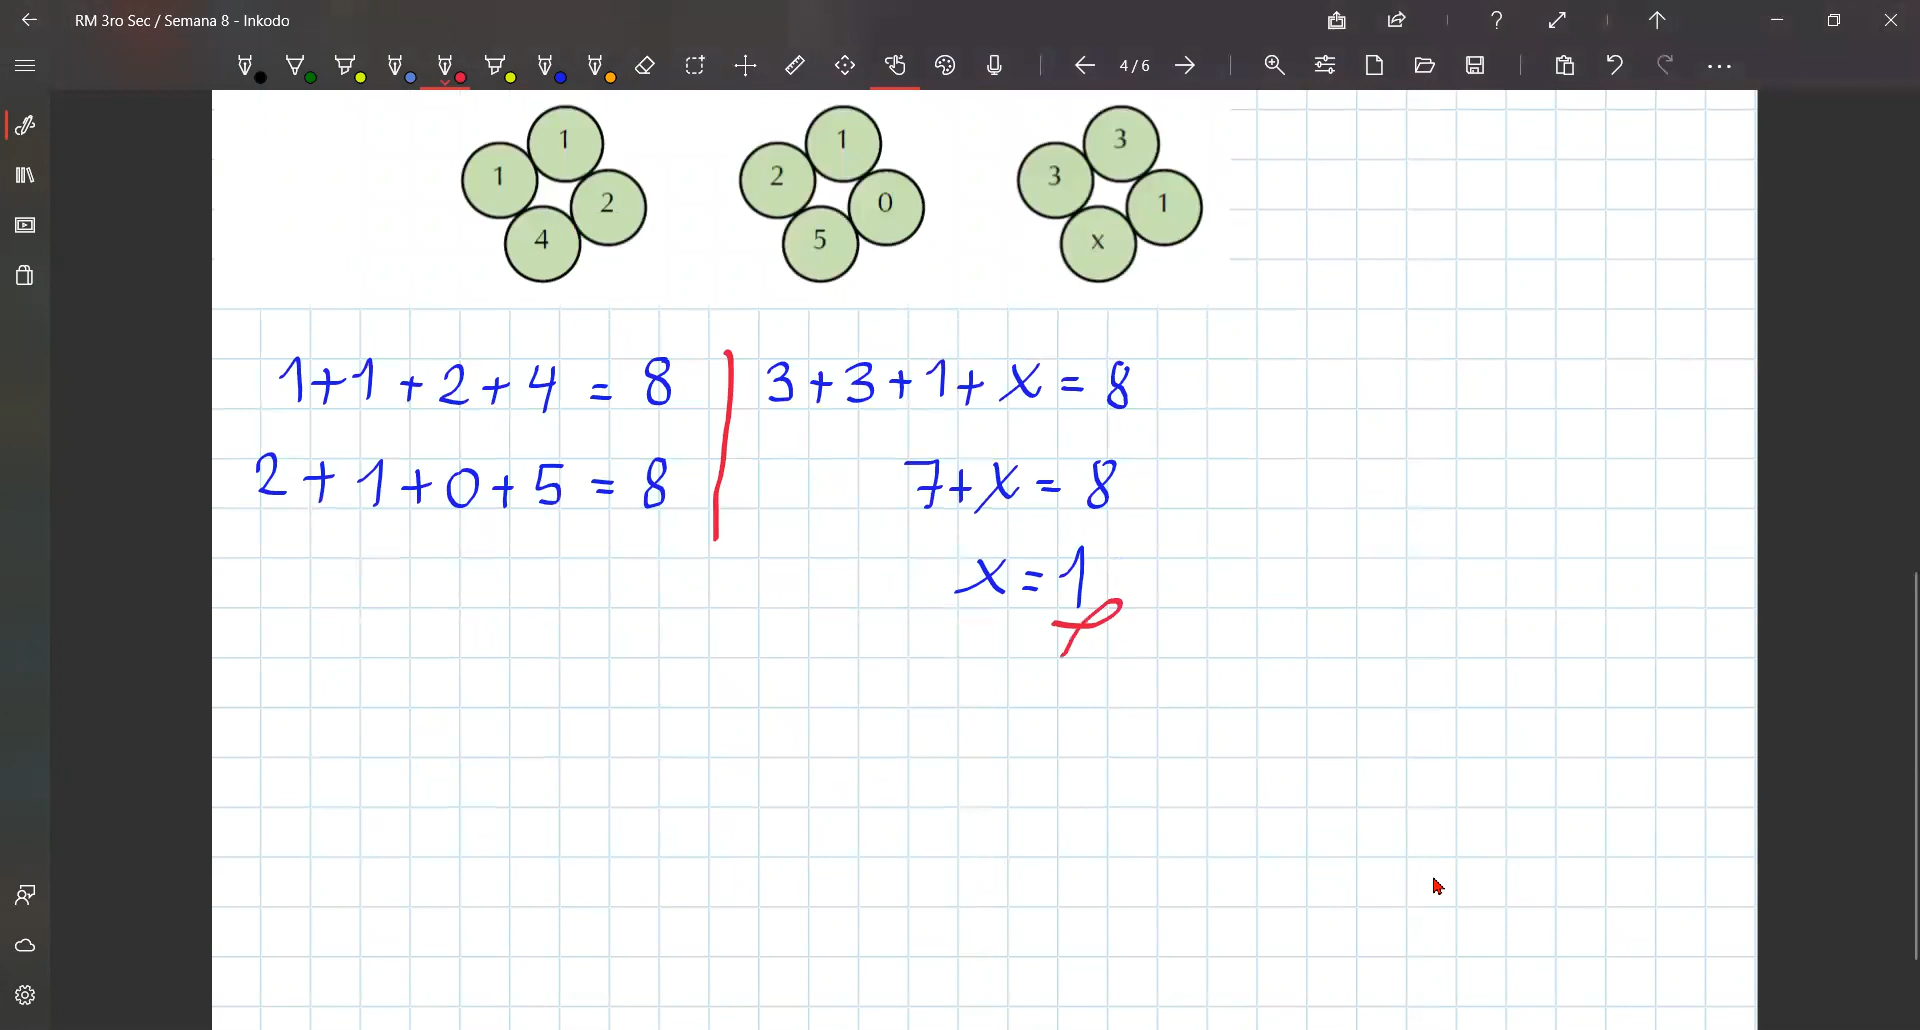 RM 3ro Sec / Semana 8 - Inkodo
4 / 6
1
1
2
4
1
2
0
5
3
3
1
x
1+1+2+4 = 8
2+1+0+5 = 8
3+3+1+x = 8
7+x = 8
x = 1